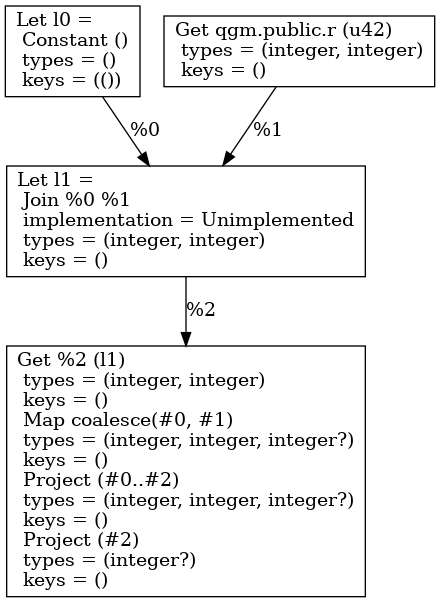 Let l0 =
Constant ()
types = ()
keys = (())
Get qgm.public.r (u42)
types = (integer, integer)
keys = ()
%0
%1
Let l1 =
Join %0 %1
implementation = Unimplemented
types = (integer, integer)
keys = ()
%2
Get %2 (l1)
types = (integer, integer)
keys = ()
Map coalesce(#0, #1)
types = (integer, integer, integer?)
keys = ()
Project (#0..#2)
types = (integer, integer, integer?)
keys = ()
Project (#2)
types = (integer?)
keys = ()